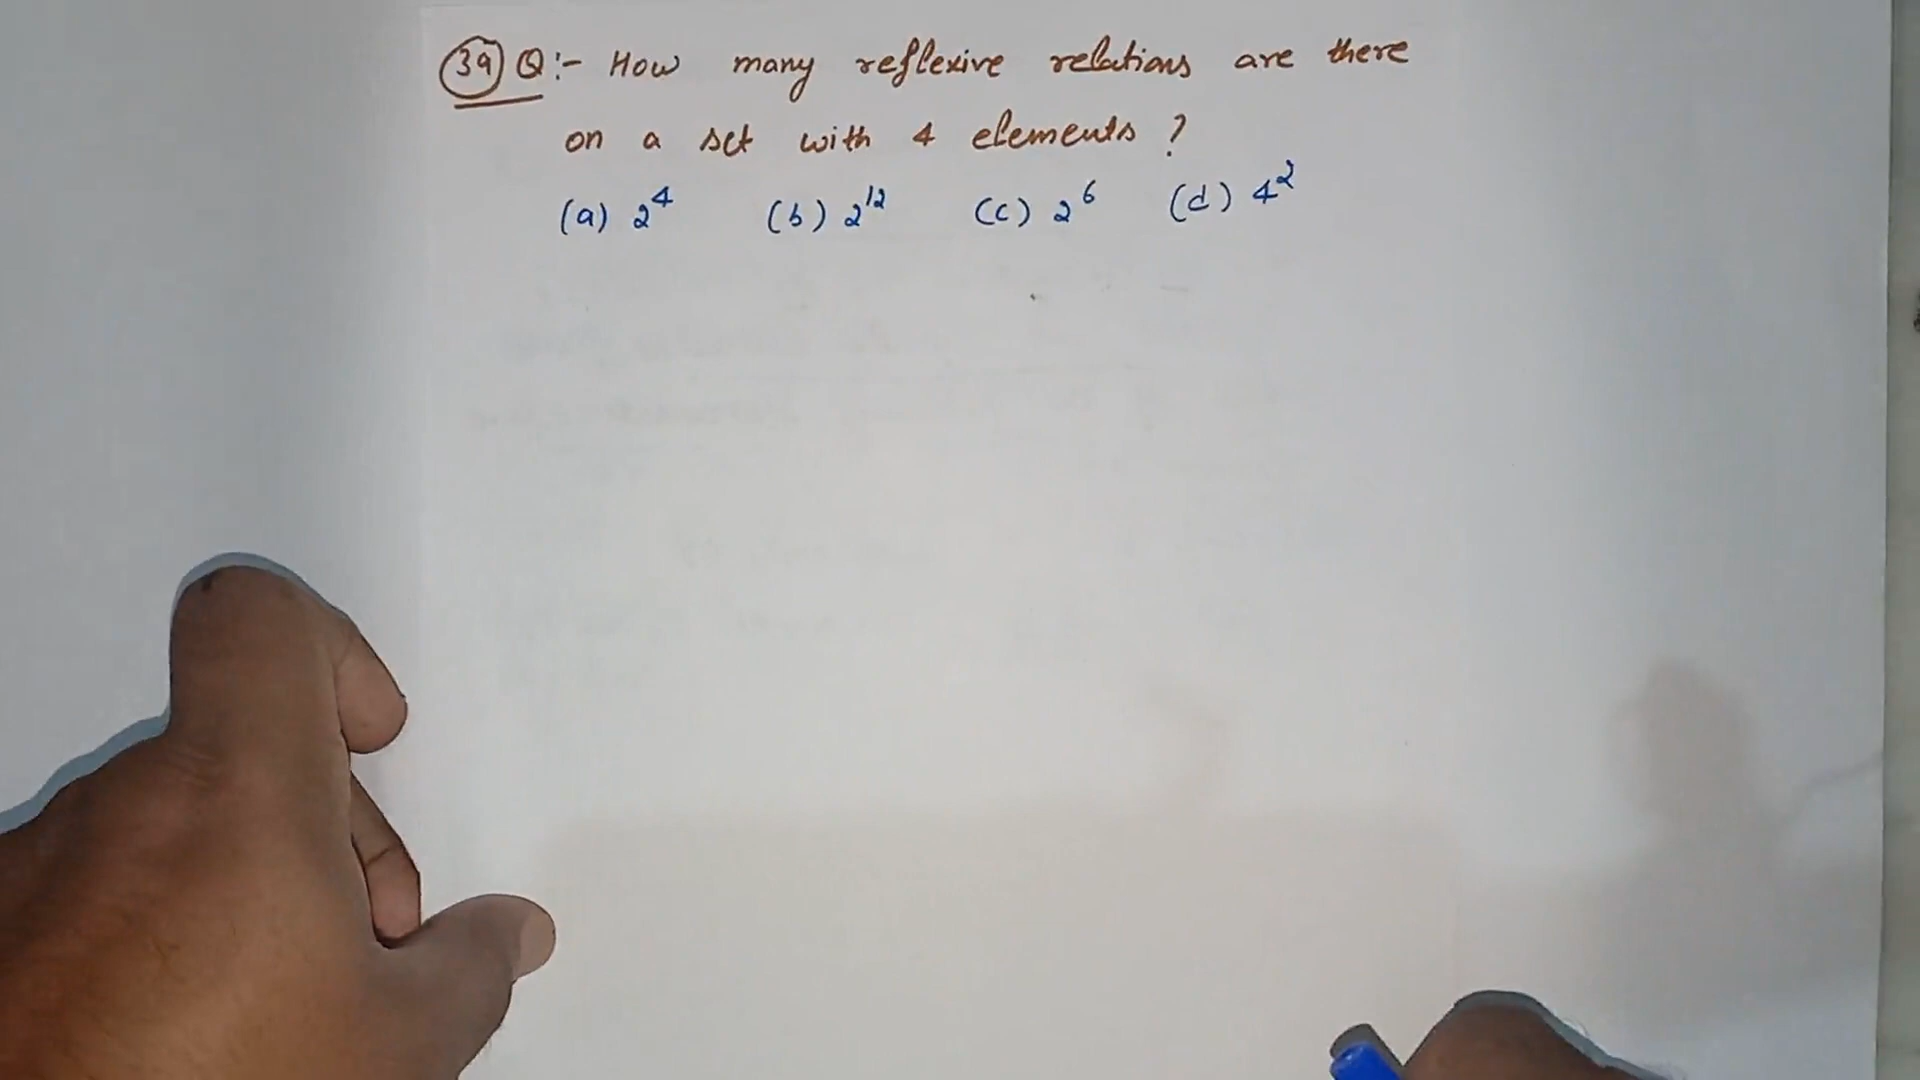 39 Q:- How many reflexive relations are there
on a set with 4 elements ?
(a) 2^4 (b) 2^12 (c) 2^6 (d) 4^2